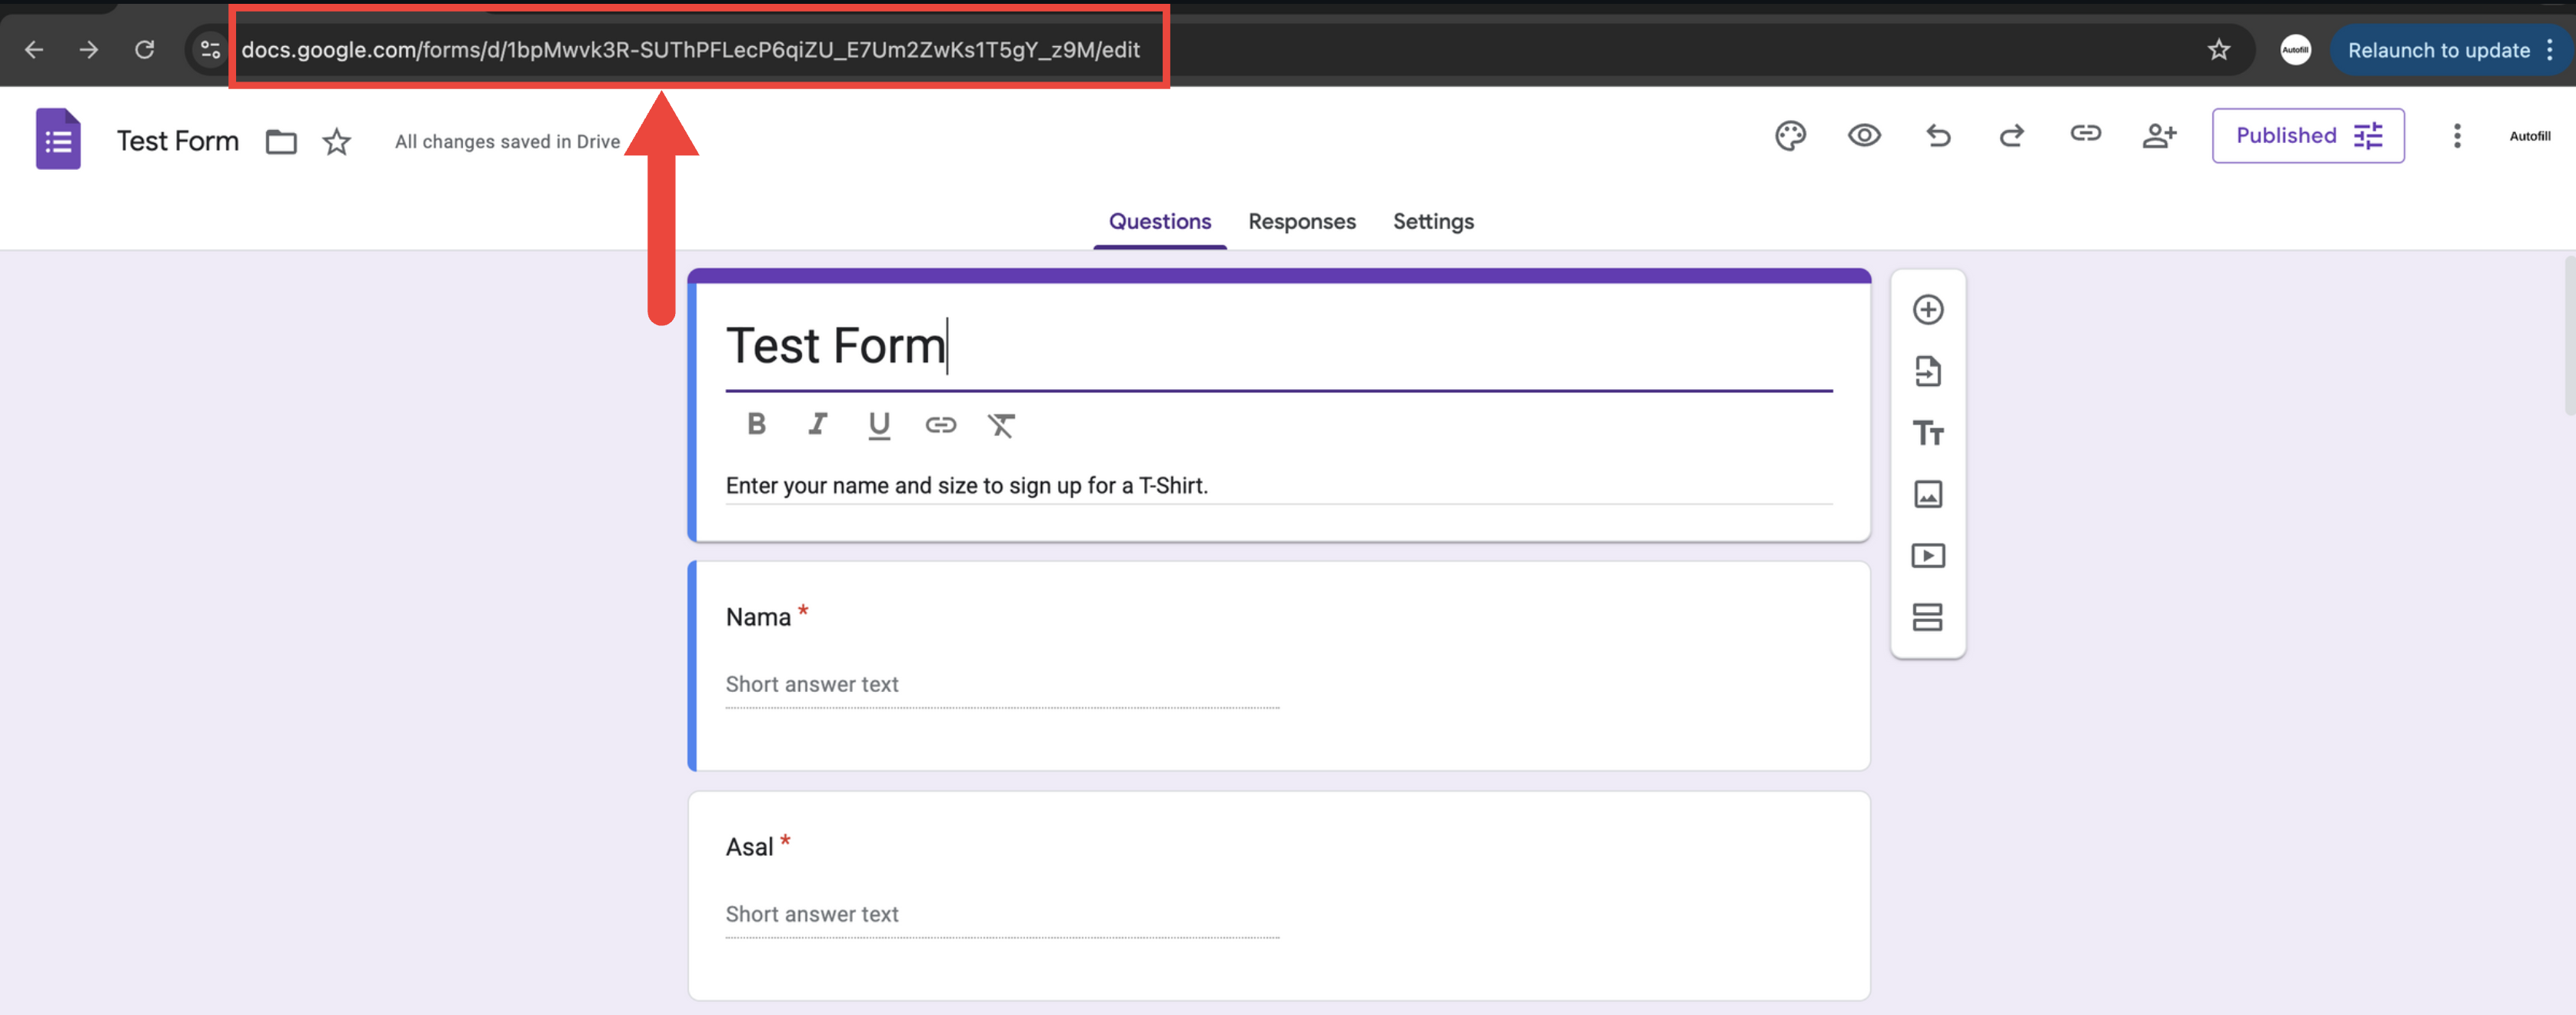 docs.google.com/forms/d/1bpMwvk3R-SUThPFLecP6qiZU_E7Um2ZwKs1T5gY_z9M/edit
Autofill
Relaunch to update
Test Form
All changes saved in Drive
Published
Autofill
Questions
Responses
Settings
Test Form
B I U
Enter your name and size to sign up for a T-Shirt.
Tт
Nama *
Short answer text
Asal *
Short answer text